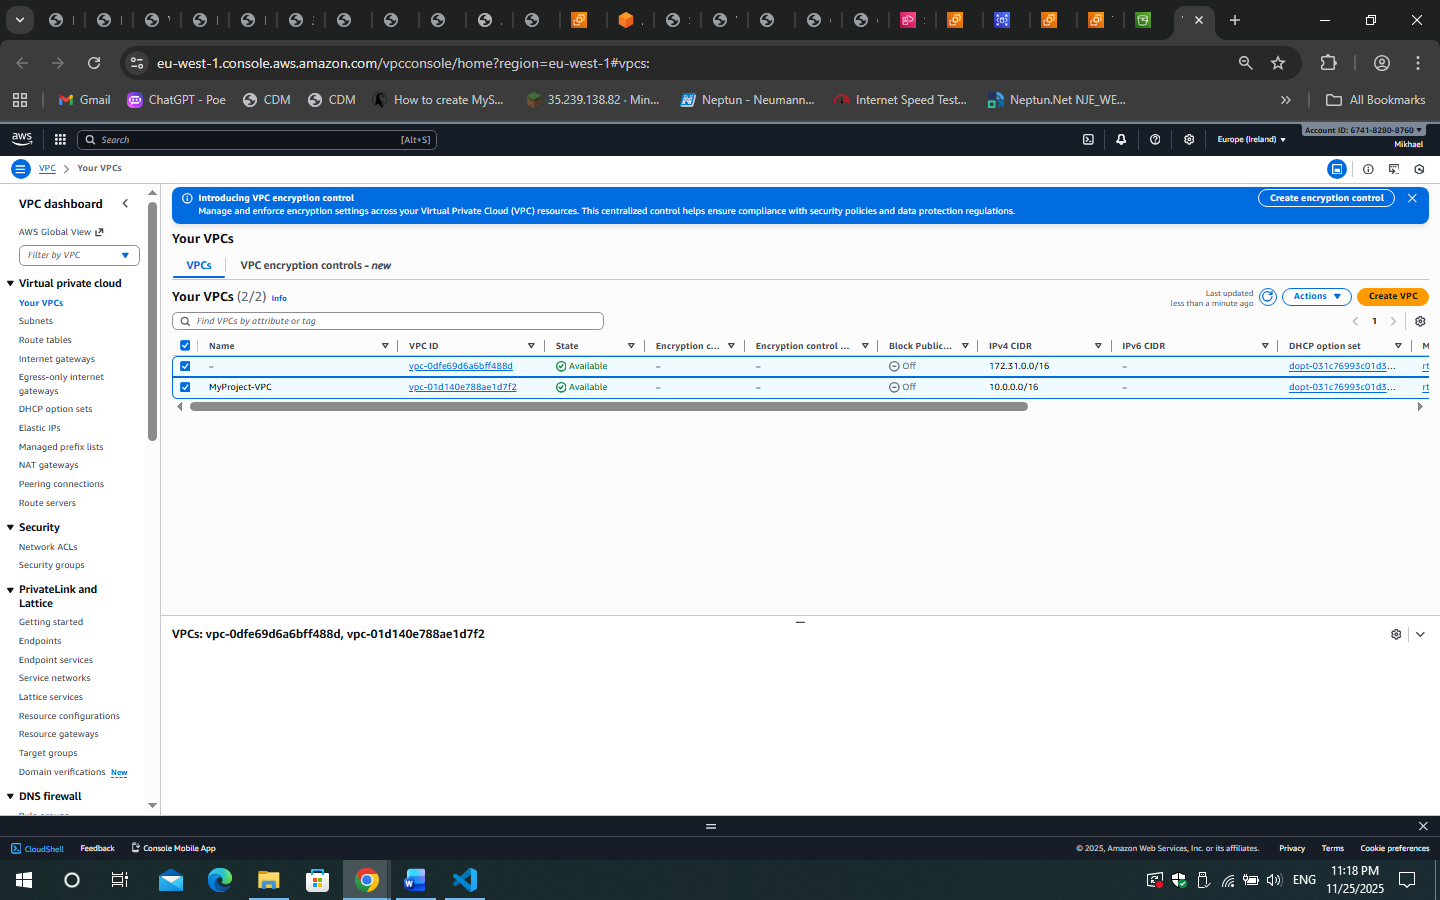 eu-west-1.console.aws.amazon.com/vpcconsole/home?region=eu-west-1#vpcs:
Gmail
ChatGPT - Poe
CDM
CDM
How to create MyS...
35.239.138.82 · Min...
Neptun - Neumann...
Internet Speed Test...
Neptun.Net NJE_WE...
All Bookmarks
aws
Search
[Alt+S]
Europe (Ireland)
Account ID: 6741-8280-8760
Mikhael
VPC
Your VPCs
VPC dashboard
AWS Global View
Filter by VPC
Virtual private cloud
Your VPCs
Subnets
Route tables
Internet gateways
Egress-only internet
gateways
DHCP option sets
Elastic IPs
Managed prefix lists
NAT gateways
Peering connections
Route servers
Security
Network ACLs
Security groups
PrivateLink and
Lattice
Getting started
Endpoints
Endpoint services
Service networks
Lattice services
Resource configurations
Resource gateways
Target groups
Domain verifications New
DNS firewall
Introducing VPC encryption control
Manage and enforce encryption settings across your Virtual Private Cloud (VPC) resources. This centralized control helps ensure compliance with security policies and data protection regulations.
Create encryption control
Your VPCs
VPCs
VPC encryption controls - new
Your VPCs (2/2) Info
Last updated
less than a minute ago
Actions
Create VPC
Find VPCs by attribute or tag
1
Name VPC ID State Encryption c... Encryption control ... Block Public... IPv4 CIDR IPv6 CIDR DHCP option set M
– vpc-0dfe69d6a6bff488d Available – – Off 172.31.0.0/16 – dopt-031c76993c01d3... rt
MyProject-VPC vpc-01d140e788ae1d7f2 Available – – Off 10.0.0.0/16 – dopt-031c76993c01d3... rt
VPCs: vpc-0dfe69d6a6bff488d, vpc-01d140e788ae1d7f2
CloudShell
Feedback
Console Mobile App
© 2025, Amazon Web Services, Inc. or its affiliates.
Privacy
Terms
Cookie preferences
ENG
11:18 PM
11/25/2025